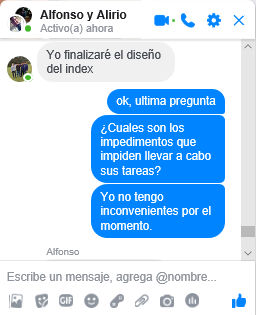 Alfonso y Alirio
Activo(a) ahora
Yo finalizaré el diseño
del index
ok, ultima pregunta
¿Cuales son los
impedimentos que
impiden llevar a cabo
sus tareas?
Yo no tengo
inconvenientes por el
momento.
Alfonso
Escribe un mensaje, agrega @nombre...
GIF